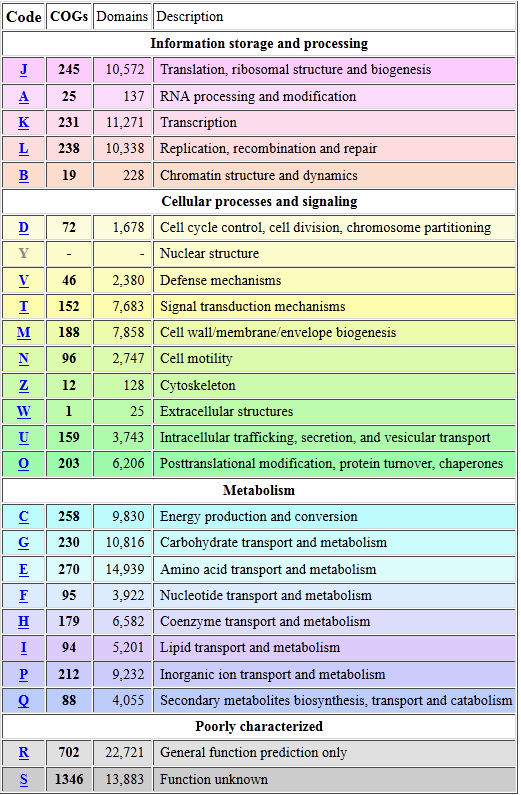 Code COGs Domains Description
Information storage and processing
J 245 10,572 Translation, ribosomal structure and biogenesis
A 25 137 RNA processing and modification
K 231 11,271 Transcription
L 238 10,338 Replication, recombination and repair
B 19 228 Chromatin structure and dynamics
Cellular processes and signaling
D 72 1,678 Cell cycle control, cell division, chromosome partitioning
Y - - Nuclear structure
V 46 2,380 Defense mechanisms
T 152 7,683 Signal transduction mechanisms
M 188 7,858 Cell wall/membrane/envelope biogenesis
N 96 2,747 Cell motility
Z 12 128 Cytoskeleton
W 1 25 Extracellular structures
U 159 3,743 Intracellular trafficking, secretion, and vesicular transport
O 203 6,206 Posttranslational modification, protein turnover, chaperones
Metabolism
C 258 9,830 Energy production and conversion
G 230 10,816 Carbohydrate transport and metabolism
E 270 14,939 Amino acid transport and metabolism
F 95 3,922 Nucleotide transport and metabolism
H 179 6,582 Coenzyme transport and metabolism
I 94 5,201 Lipid transport and metabolism
P 212 9,232 Inorganic ion transport and metabolism
Q 88 4,055 Secondary metabolites biosynthesis, transport and catabolism
Poorly characterized
R 702 22,721 General function prediction only
S 1346 13,883 Function unknown